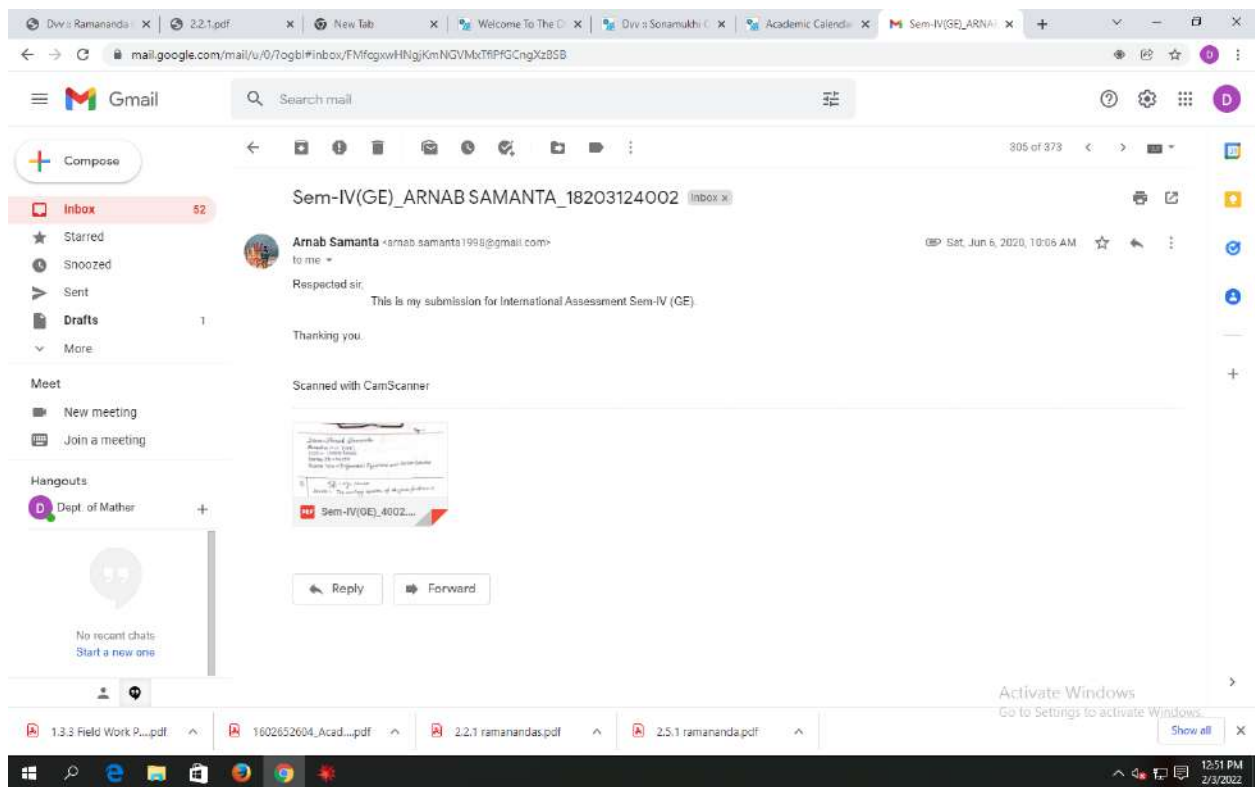 Dvv :: Ramananda
2.2.1.pdf
New Tab
Welcome To The D
Dvv :: Sonamukhi C
Academic Calenda
Sem-IV(GE)_ARNA
mail.google.com/mail/u/0/?ogbl#inbox/FMfcgxwHNgjKmNGVMxTflPfGCngXzBSB
D
Gmail
Search mail
D
Compose
305 of 373
Sem-IV(GE)_ARNAB SAMANTA_18203124002 Inbox x
Inbox 52
Starred
Snoozed
Sent
Drafts 1
More
Arnab Samanta <arnab.samanta1998@gmail.com>
Sat, Jun 6, 2020, 10:06 AM
to me
Respected sir,
This is my submission for International Assessment Sem-IV (GE).
Thanking you.
Scanned with CamScanner
Meet
New meeting
Join a meeting
Hangouts
D Dept. of Mather
PDF Sem-IV(GE)_4002....
Reply
Forward
No recent chats
Start a new one
Activate Windows
Go to Settings to activate Windows.
1.3.3 Field Work P....pdf
1602652604_Acad....pdf
2.2.1 ramanandas.pdf
2.5.1 ramananda.pdf
Show all
12:51 PM
2/3/2022